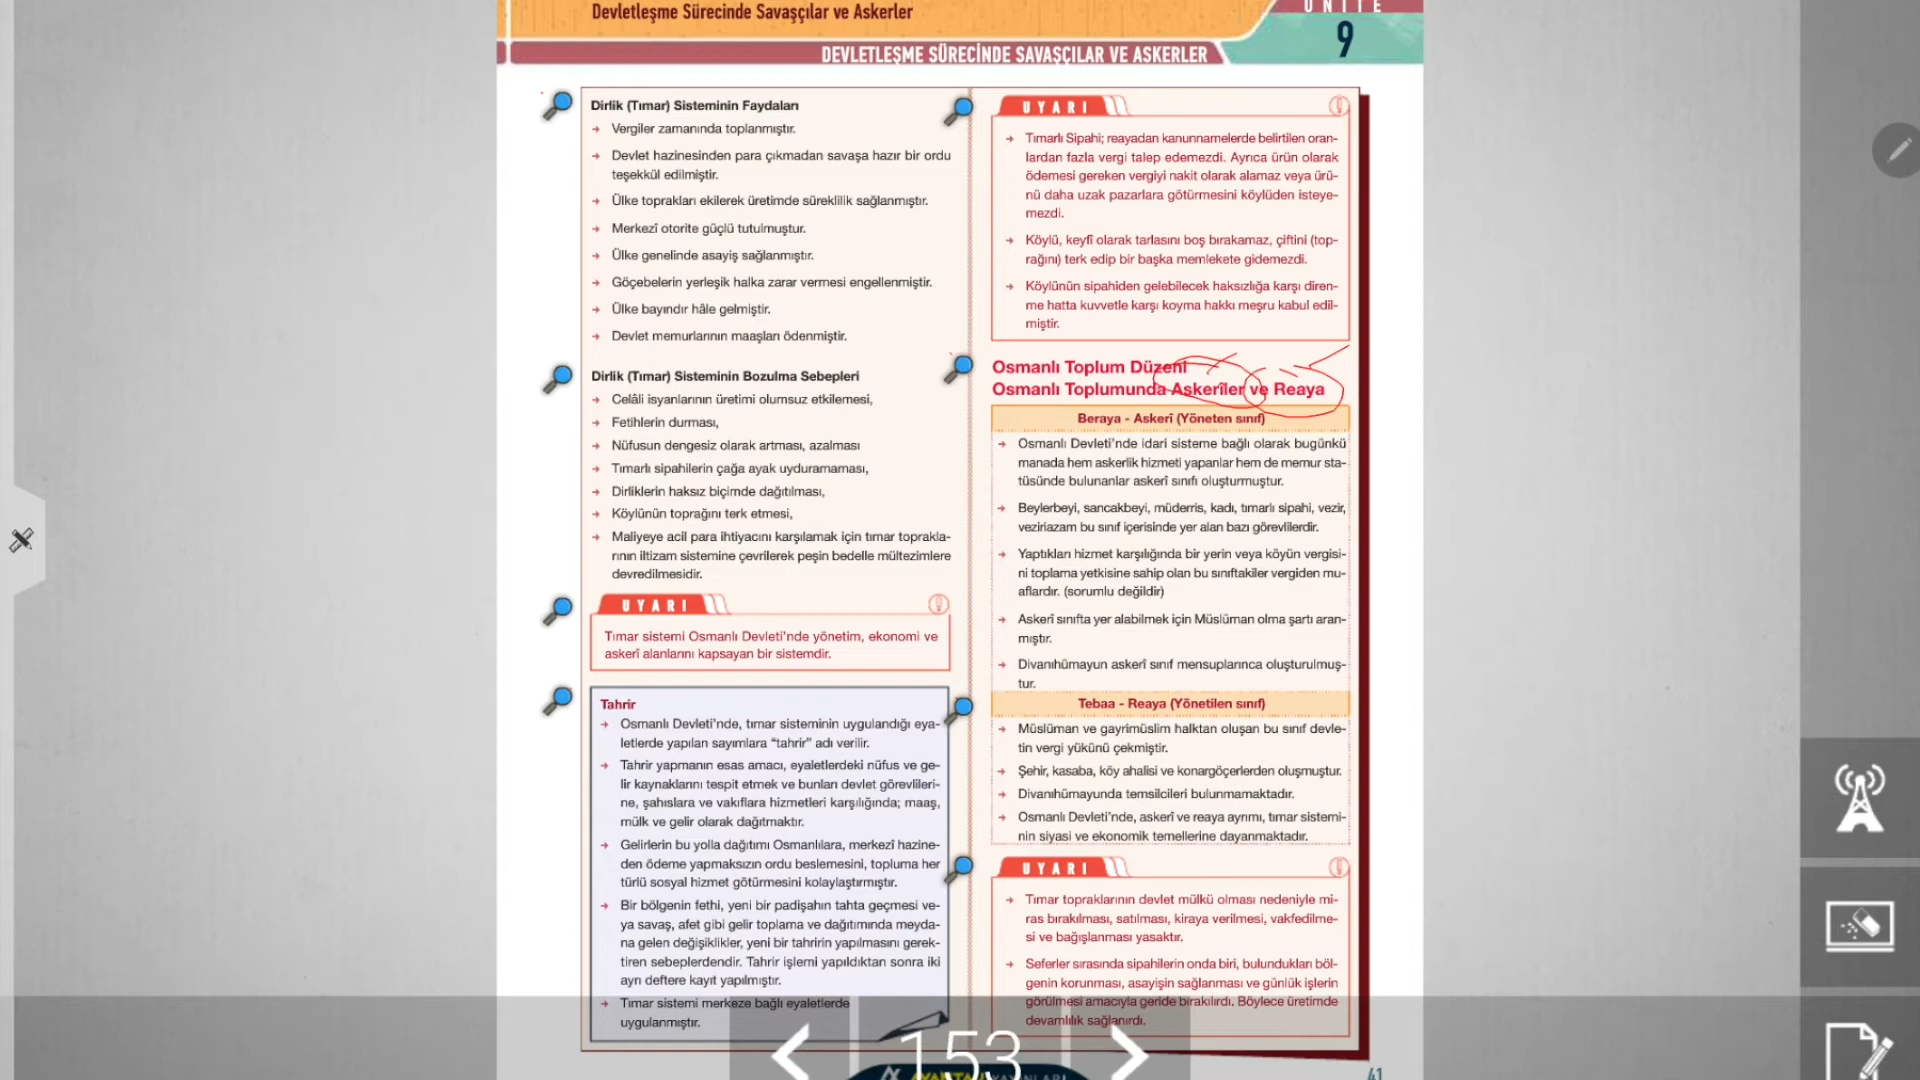 Devletleşme Sürecinde Savaşçılar ve Askerler
ÜNİTE
9
DEVLETLEŞME SÜRECİNDE SAVAŞÇILAR VE ASKERLER
Dirlik (Tımar) Sisteminin Faydaları
→ Vergiler zamanında toplanmıştır.
→ Devlet hazinesinden para çıkmadan savaşa hazır bir ordu
teşekkül edilmiştir.
→ Ülke toprakları ekilerek üretimde süreklilik sağlanmıştır.
→ Merkezî otorite güçlü tutulmuştur.
→ Ülke genelinde asayiş sağlanmıştır.
→ Göçebelerin yerleşik halka zarar vermesi engellenmiştir.
→ Ülke bayındır hâle gelmiştir.
→ Devlet memurlarının maaşları ödenmiştir.
Dirlik (Tımar) Sisteminin Bozulma Sebepleri
→ Celâli isyanlarının üretimi olumsuz etkilemesi,
→ Fetihlerin durması,
→ Nüfusun dengesiz olarak artması, azalması
→ Tımarlı sipahilerin çağa ayak uyduramaması,
→ Dirliklerin haksız biçimde dağıtılması,
→ Köylünün toprağını terk etmesi,
→ Maliyeye acil para ihtiyacını karşılamak için tımar toprakla-
rının iltizam sistemine çevrilerek peşin bedelle mültezimlere
devredilmesidir.
UYARI
Tımar sistemi Osmanlı Devleti'nde yönetim, ekonomi ve
askerî alanlarını kapsayan bir sistemdir.
Tahrir
→ Osmanlı Devleti'nde, tımar sisteminin uygulandığı eya-
letlerde yapılan sayımlara “tahrir” adı verilir.
→ Tahrir yapmanın esas amacı, eyaletlerdeki nüfus ve ge-
lir kaynaklarını tespit etmek ve bunları devlet görevlileri-
ne, şahıslara ve vakıflara hizmetleri karşılığında; maaş,
mülk ve gelir olarak dağıtmaktır.
→ Gelirlerin bu yolla dağıtımı Osmanlılara, merkezî hazine-
den ödeme yapmaksızın ordu beslemesini, topluma her
türlü sosyal hizmet götürmesini kolaylaştırmıştır.
→ Bir bölgenin fethi, yeni bir padişahın tahta geçmesi ve-
ya savaş, afet gibi gelir toplama ve dağıtımında meyda-
na gelen değişiklikler, yeni bir tahririn yapılmasını gerek-
tiren sebeplerdendir. Tahrir işlemi yapıldıktan sonra iki
ayrı deftere kayıt yapılmıştır.
→ Tımar sistemi merkeze bağlı eyaletlerde
uygulanmıştır.
UYARI
→ Tımarlı Sipahi; reayadan kanunnamelerde belirtilen oran-
lardan fazla vergi talep edemezdi. Ayrıca ürün olarak
ödemesi gereken vergiyi nakit olarak alamaz veya ürü-
nü daha uzak pazarlara götürmesini köylüden isteye-
mezdi.
→ Köylü, keyfî olarak tarlasını boş bırakamaz, çiftini (top-
rağını) terk edip bir başka memlekete gidemezdi.
→ Köylünün sipahiden gelebilecek haksızlığa karşı diren-
me hatta kuvvetle karşı koyma hakkı meşru kabul edil-
miştir.
Osmanlı Toplum Düzeni
Osmanlı Toplumunda Askerîler ve Reaya
Beraya - Askerî (Yöneten sınıf)
→ Osmanlı Devleti'nde idari sisteme bağlı olarak bugünkü
manada hem askerlik hizmeti yapanlar hem de memur sta-
tüsünde bulunanlar askerî sınıfı oluşturmuştur.
→ Beylerbeyi, sancakbeyi, müderris, kadı, tımarlı sipahi, vezir,
veziriazam bu sınıf içerisinde yer alan bazı görevlilerdir.
→ Yaptıkları hizmet karşılığında bir yerin veya köyün vergisi-
ni toplama yetkisine sahip olan bu sınıftakiler vergiden mu-
aflardır. (sorumlu değildir)
→ Askerî sınıfta yer alabilmek için Müslüman olma şartı aran-
mıştır.
→ Divanıhümayun askerî sınıf mensuplarınca oluşturulmuş-
tur.
Tebaa - Reaya (Yönetilen sınıf)
→ Müslüman ve gayrimüslim halktan oluşan bu sınıf devle-
tin vergi yükünü çekmiştir.
→ Şehir, kasaba, köy ahalisi ve konargöçerlerden oluşmuştur.
→ Divanıhümayunda temsilcileri bulunmamaktadır.
→ Osmanlı Devleti'nde, askerî ve reaya ayrımı, tımar sistemi-
nin siyasi ve ekonomik temellerine dayanmaktadır.
UYARI
→ Tımar topraklarının devlet mülkü olması nedeniyle mi-
ras bırakılması, satılması, kiraya verilmesi, vakfedilme-
si ve bağışlanması yasaktır.
→ Seferler sırasında sipahilerin onda biri, bulundukları böl-
genin korunması, asayişin sağlanması ve günlük işlerin
görülmesi amacıyla geride bırakılırdı. Böylece üretimde
devamlılık sağlanırdı.
153
41